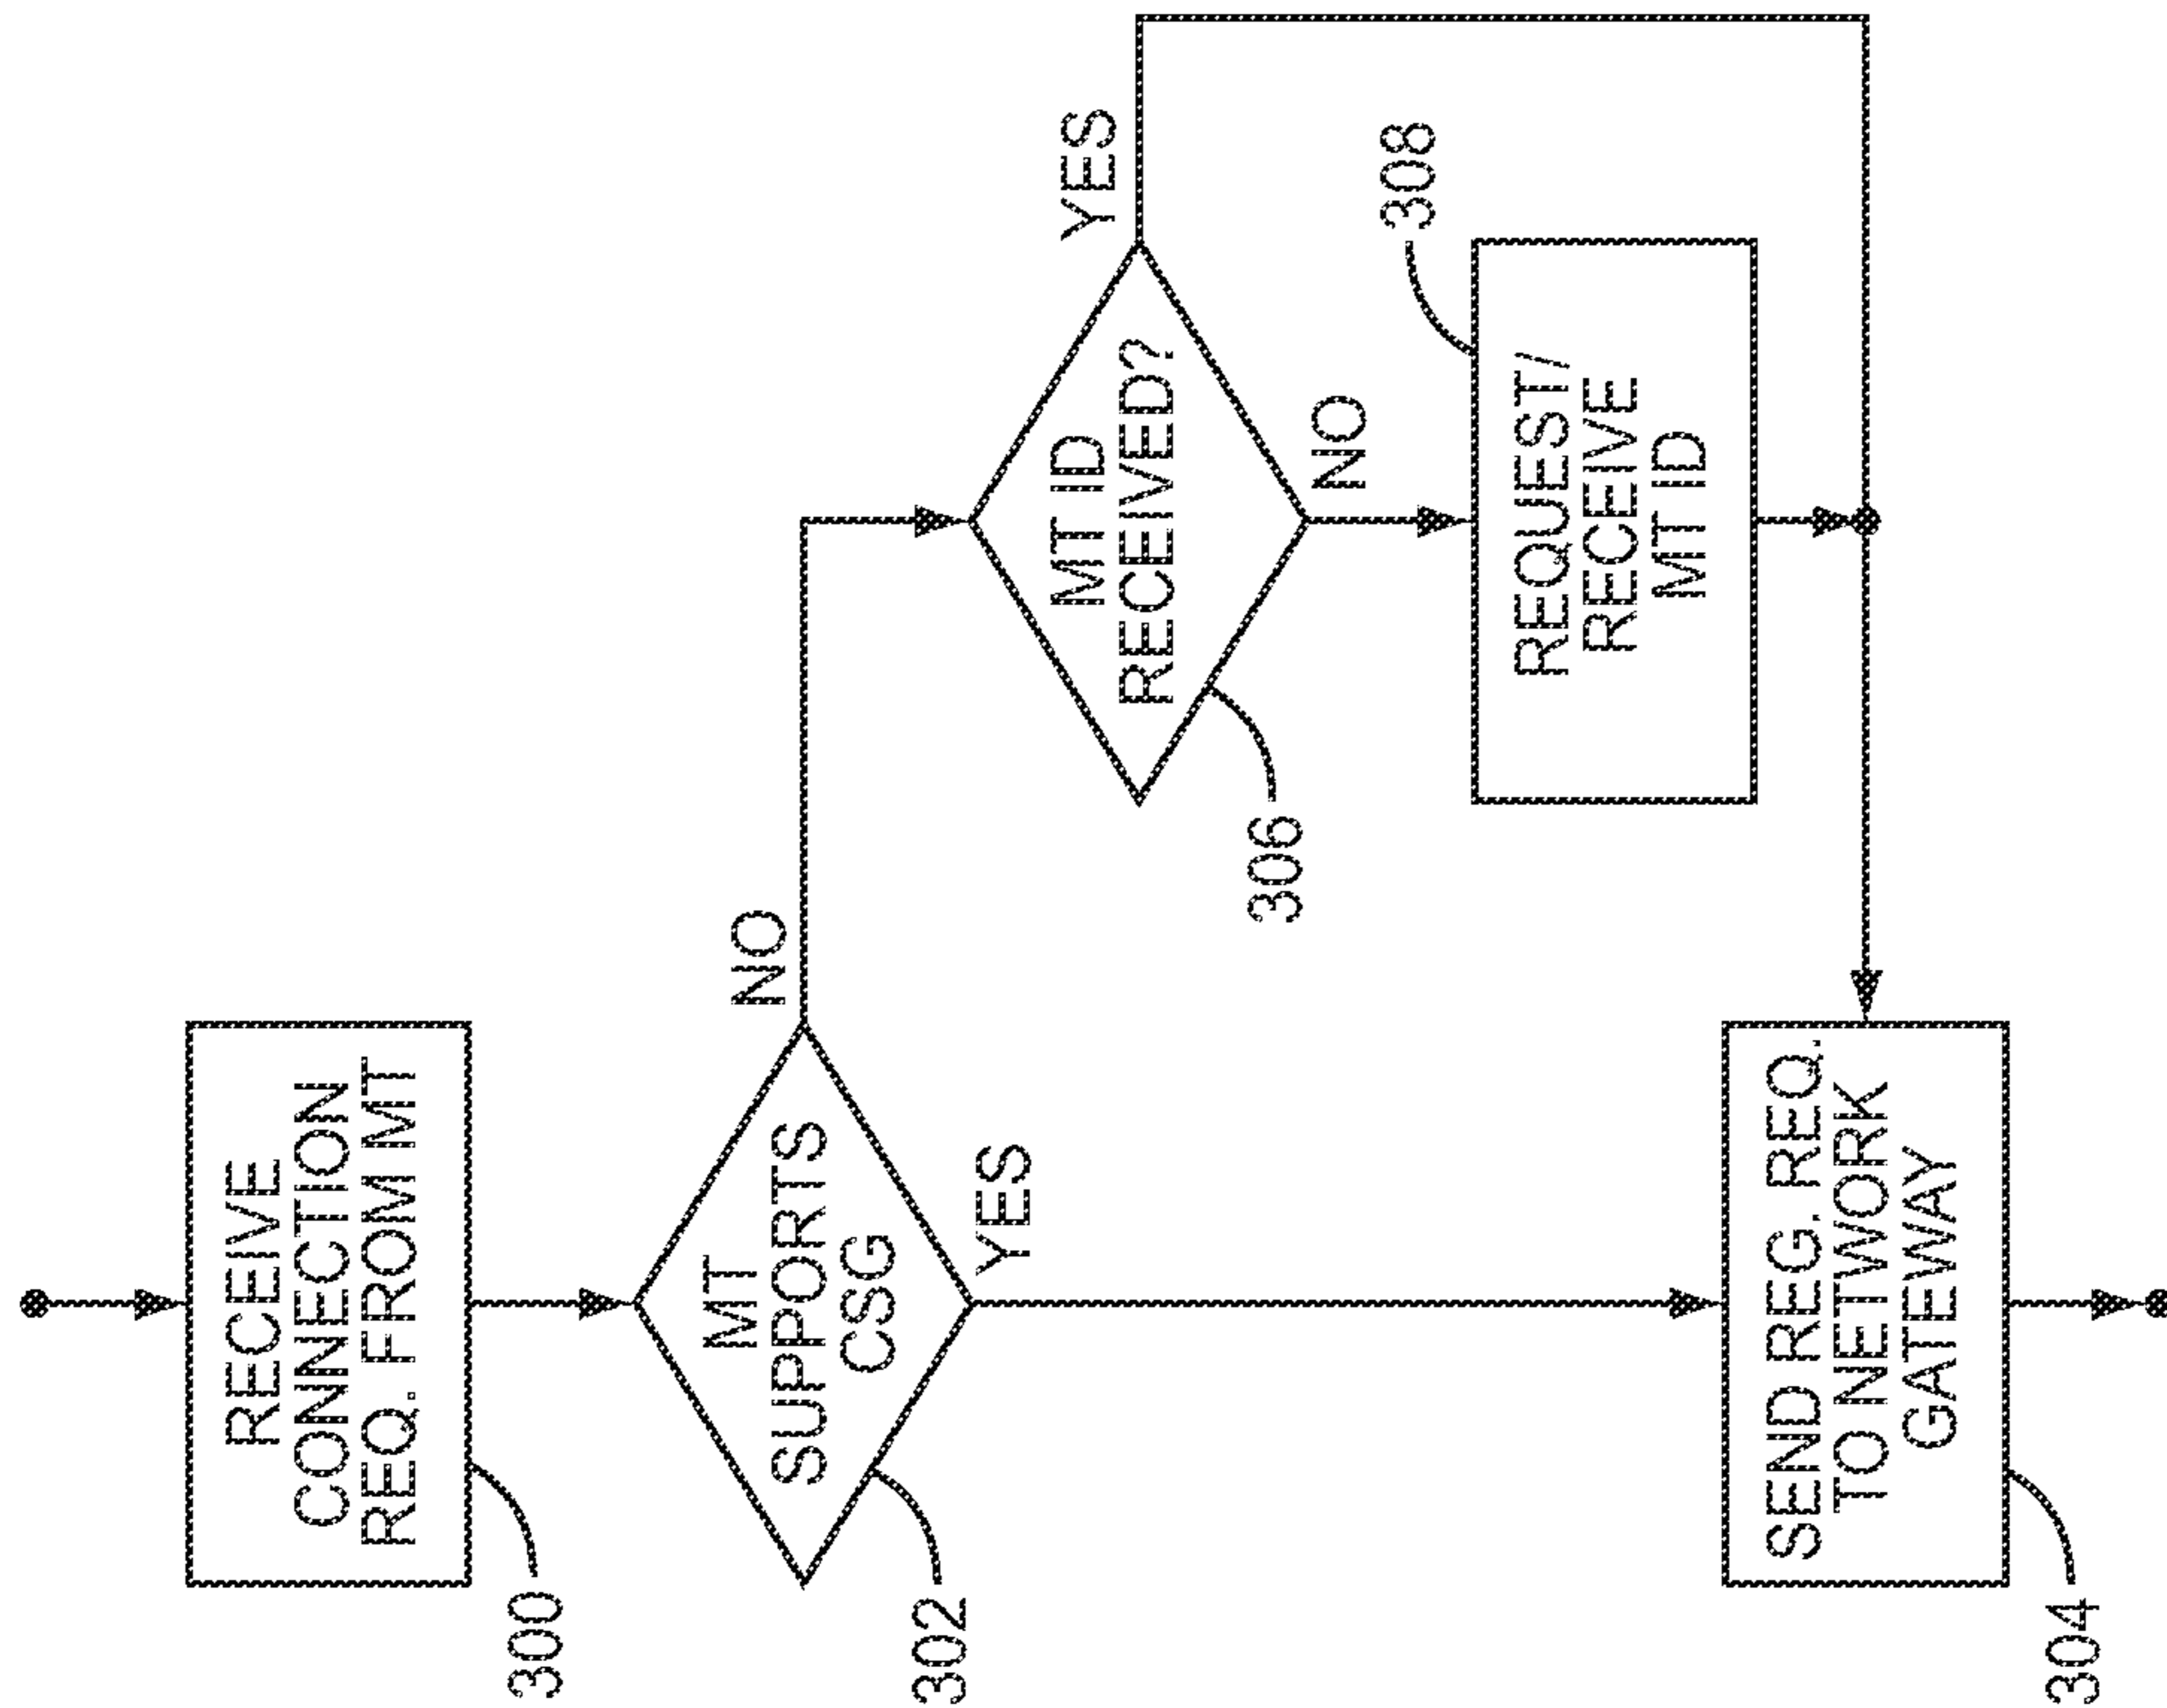 RECEIVE
CONNECTION
REQ. FROM MT
300
MT
SUPPORTS
CSG
302
NO
YES
MT ID
RECEIVED?
306
YES
NO
REQUEST/
RECEIVE
MT ID
308
SEND REG. REQ.
TO NETWORK
GATEWAY
304